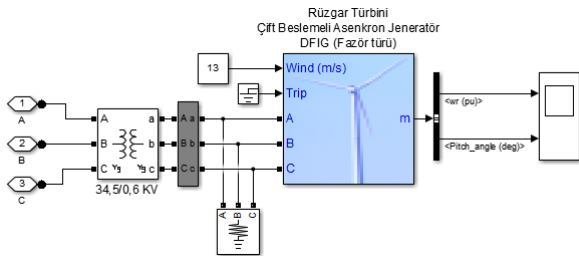 Rüzgar Türbini
Çift Beslemeli Asenkron Jeneratör
DFIG (Fazör türü)
13
Wind (m/s)
Trip
A
B
C
m
<wr (pu)>
<Pitch_angle (deg)>
1
A
2
B
3
C
A
B
C
a
b
c
Yg
Yg
34,5/0,6 KV
A a
B b
C c
A
B
C